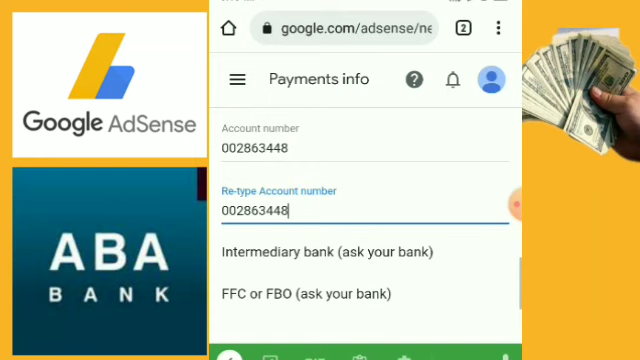 Google AdSense
ABA
BANK
google.com/adsense/ne
2
Payments info
Account number
002863448
Re-type Account number
002863448
Intermediary bank (ask your bank)
FFC or FBO (ask your bank)